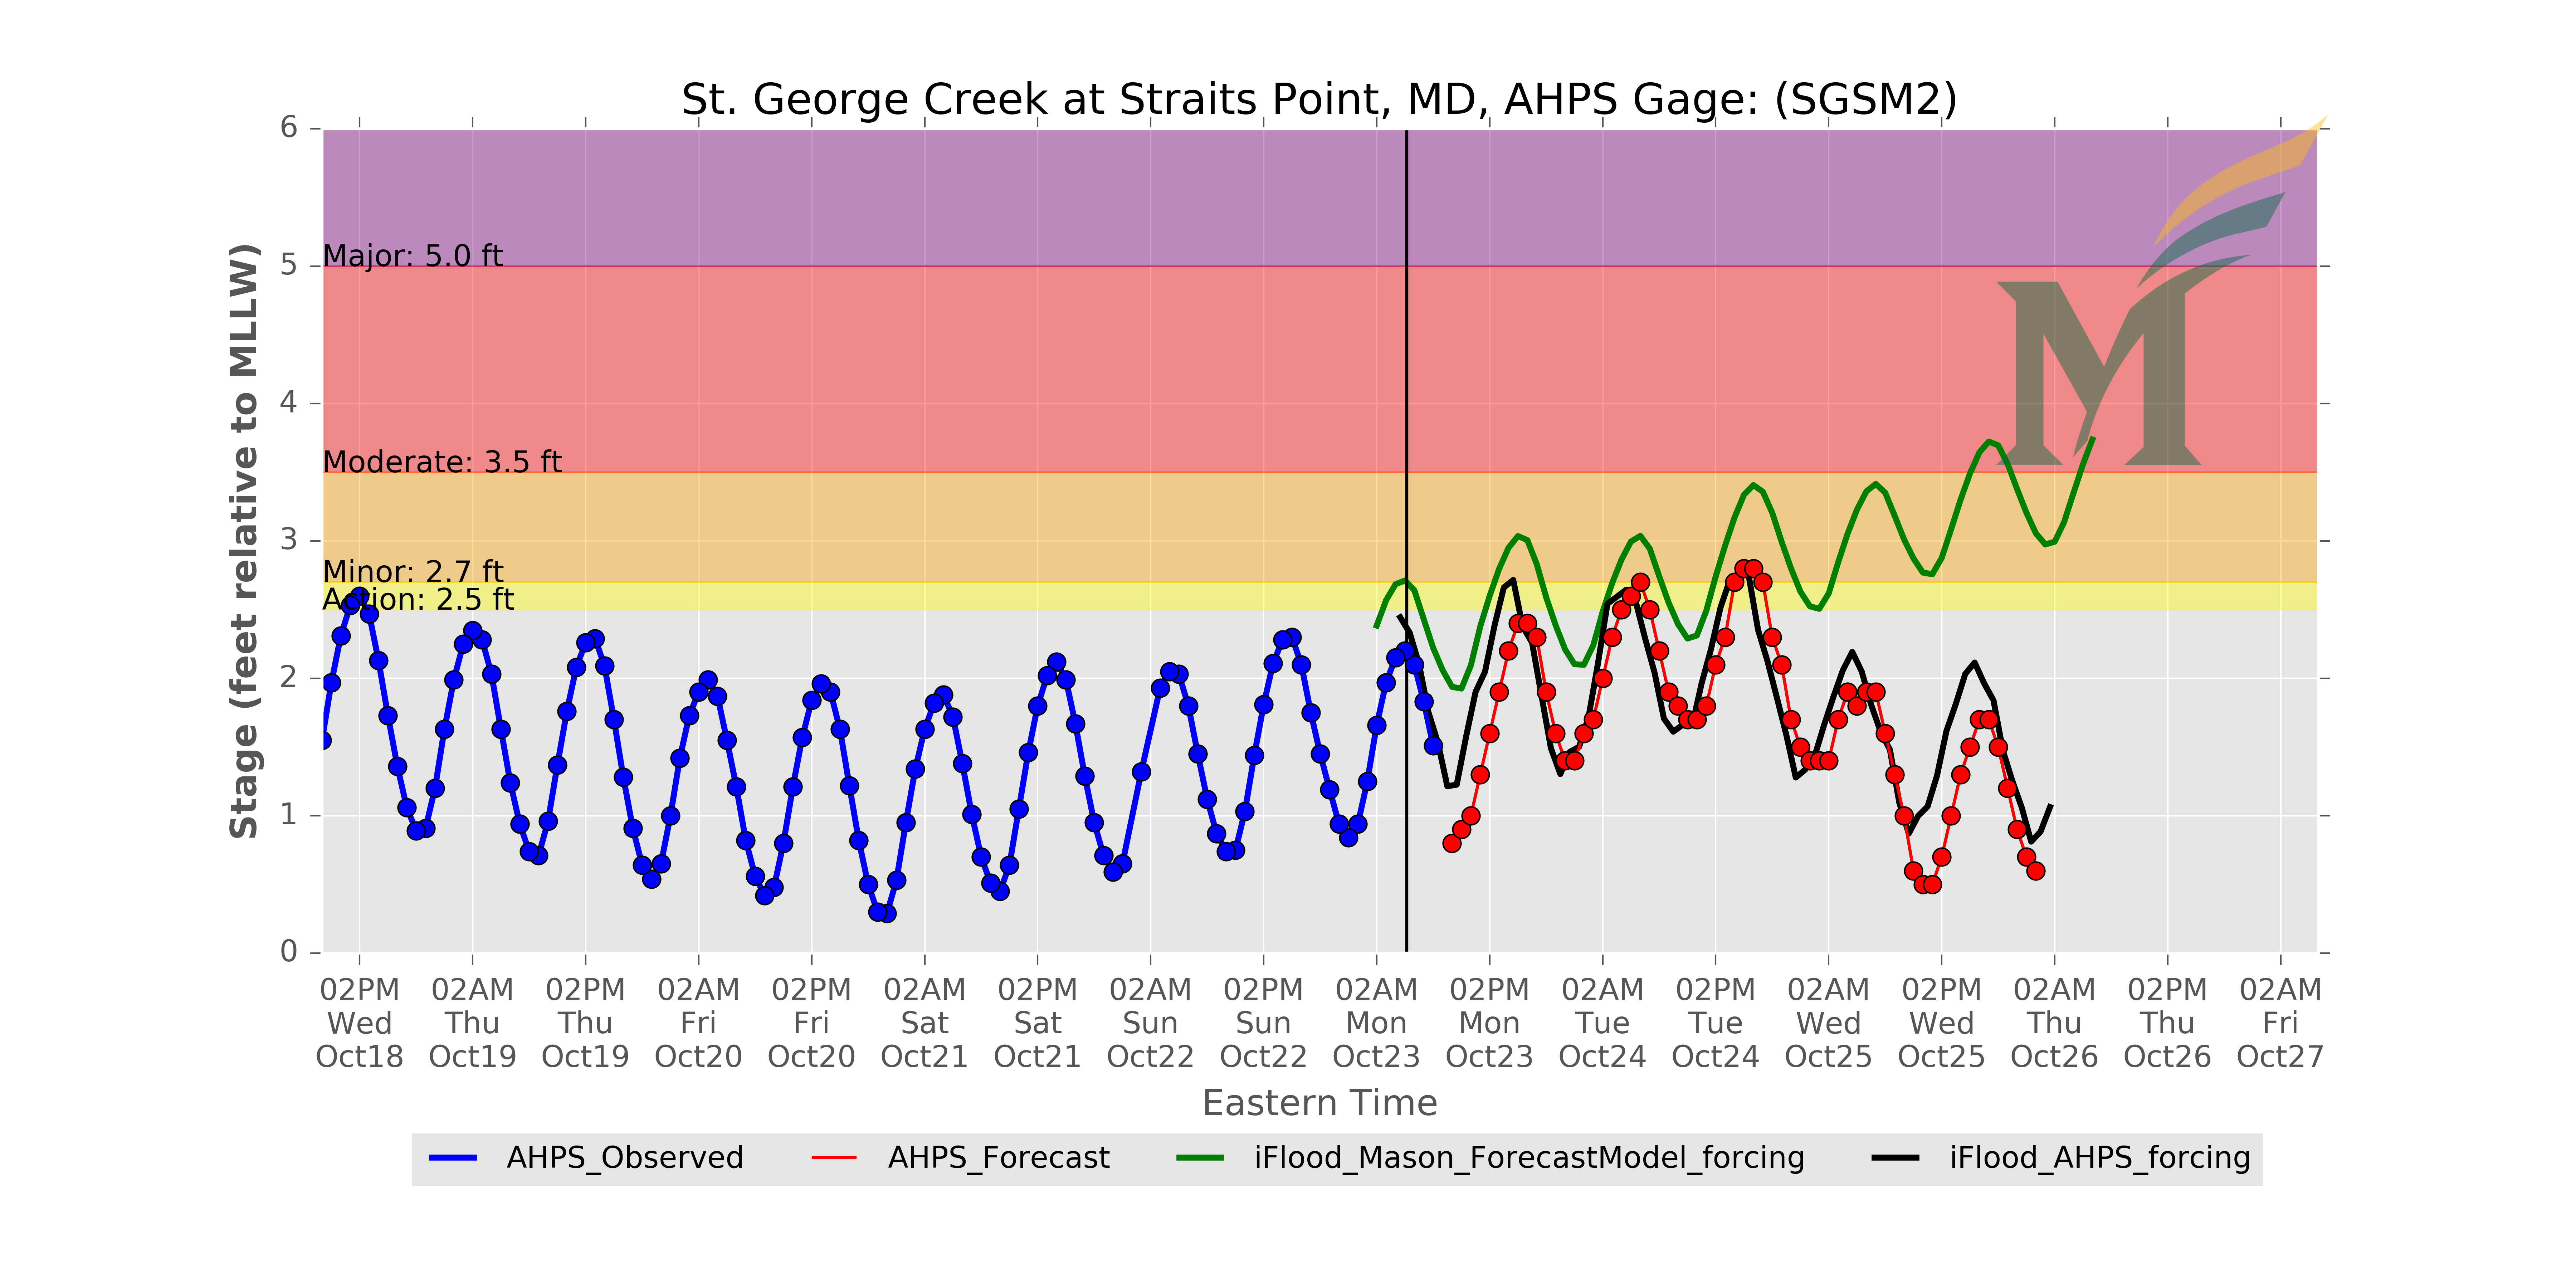 St. George Creek at Straits Point, MD, AHPS Gage: (SGSM2)
Stage (feet relative to MLLW)
6
5
4
3
2
1
0
Major: 5.0 ft
Moderate: 3.5 ft
Minor: 2.7 ft
Action: 2.5 ft
M
02PM 02AM 02PM 02AM 02PM 02AM 02PM 02AM 02PM 02AM 02PM 02AM 02PM 02AM 02PM 02AM 02PM 02AM
Wed Thu Thu Fri Fri Sat Sat Sun Sun Mon Mon Tue Tue Wed Wed Thu Thu Fri
Oct18 Oct19 Oct19 Oct20 Oct20 Oct21 Oct21 Oct22 Oct22 Oct23 Oct23 Oct24 Oct24 Oct25 Oct25 Oct26 Oct26 Oct27
Eastern Time
AHPS_Observed AHPS_Forecast iFlood_Mason_ForecastModel_forcing iFlood_AHPS_forcing